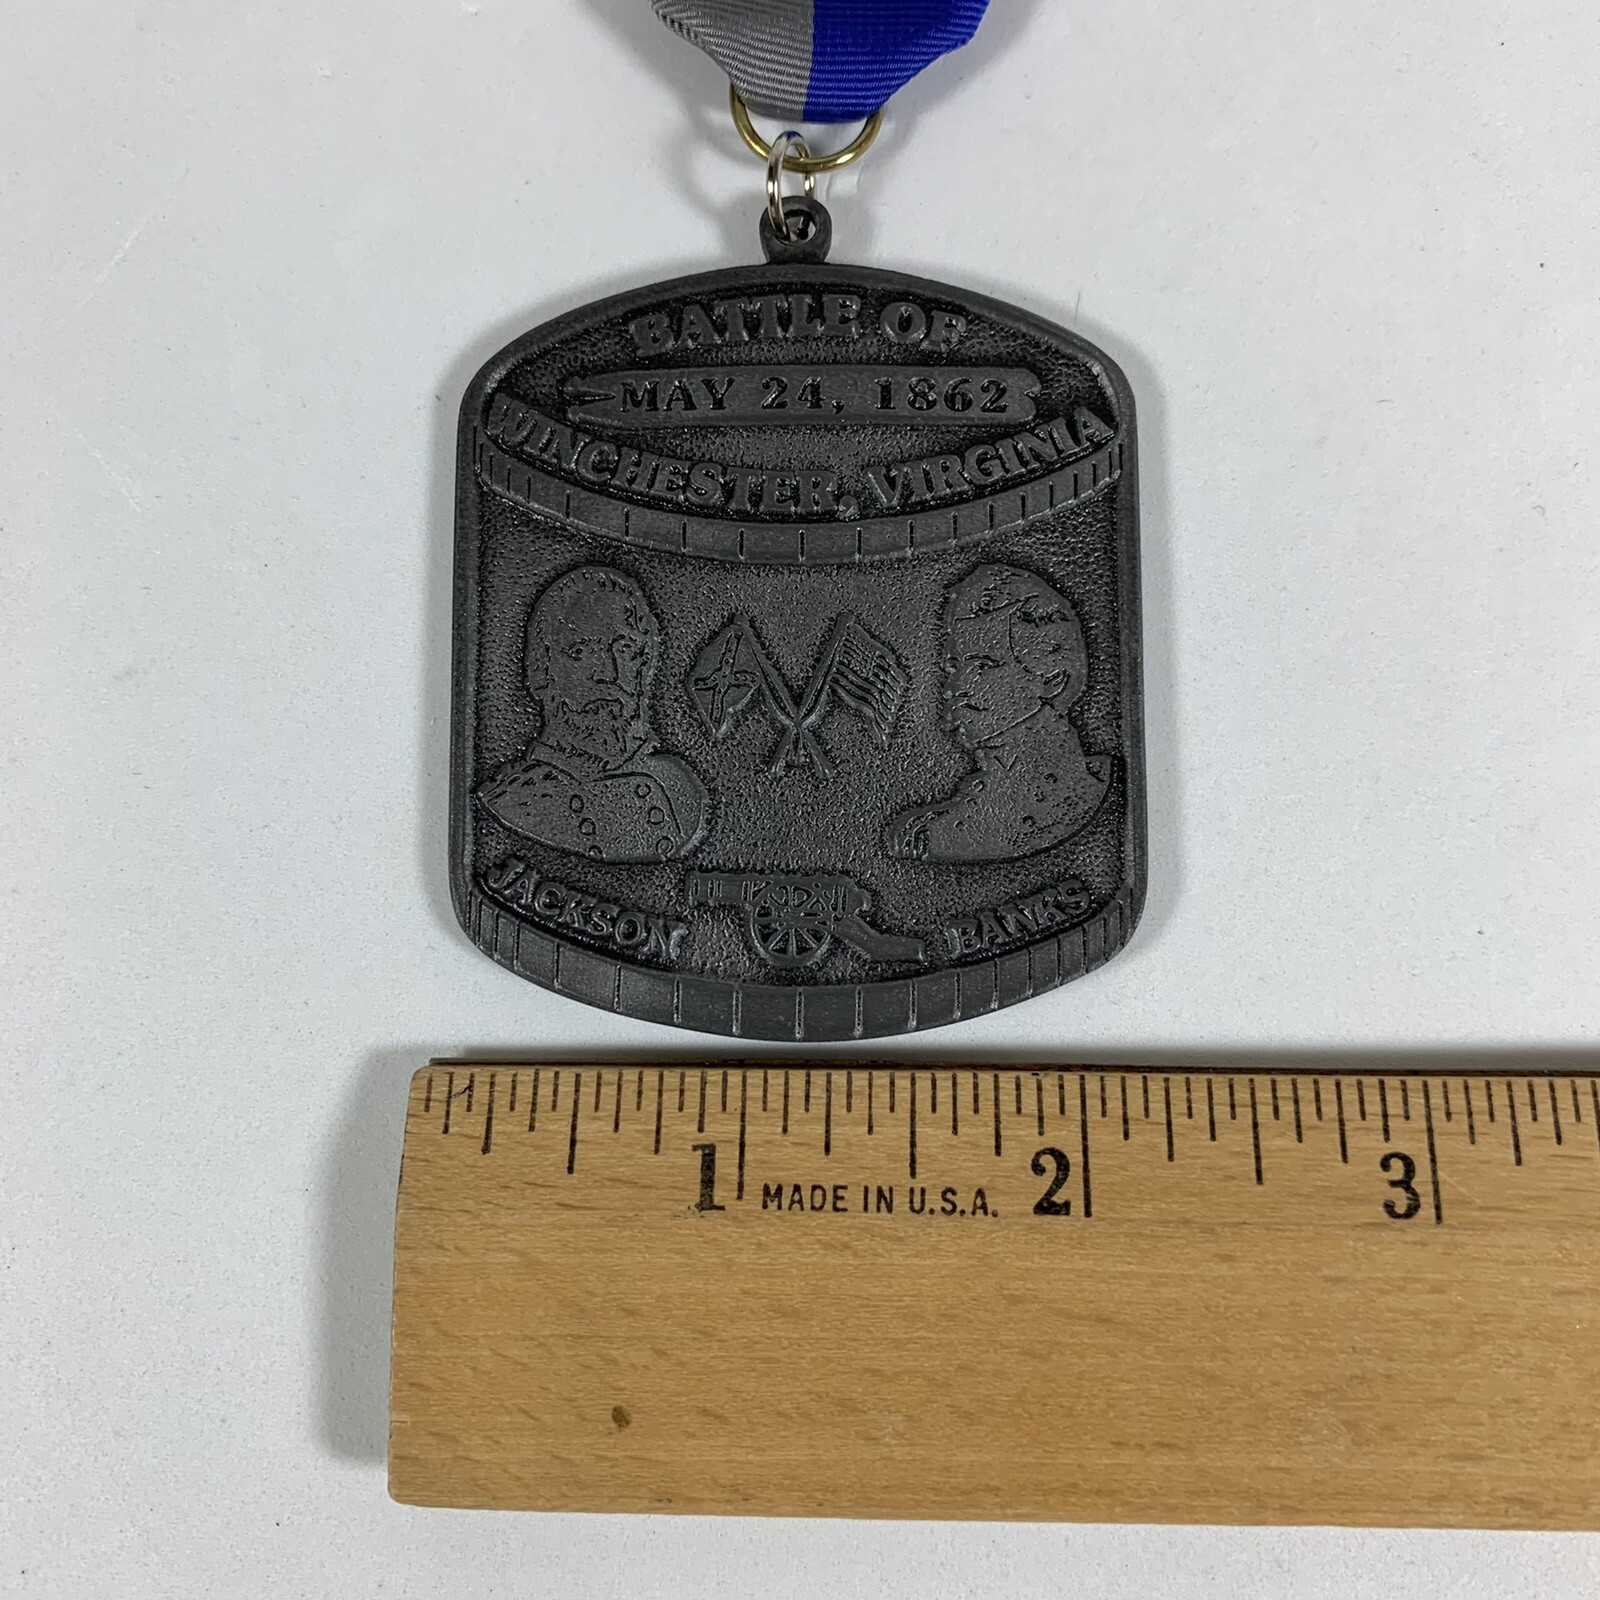 BATTLE OF
MAY 24, 1862
WINCHESTER, VIRGINIA
JACKSON
BANKS
1 MADE IN U.S.A. 2 3